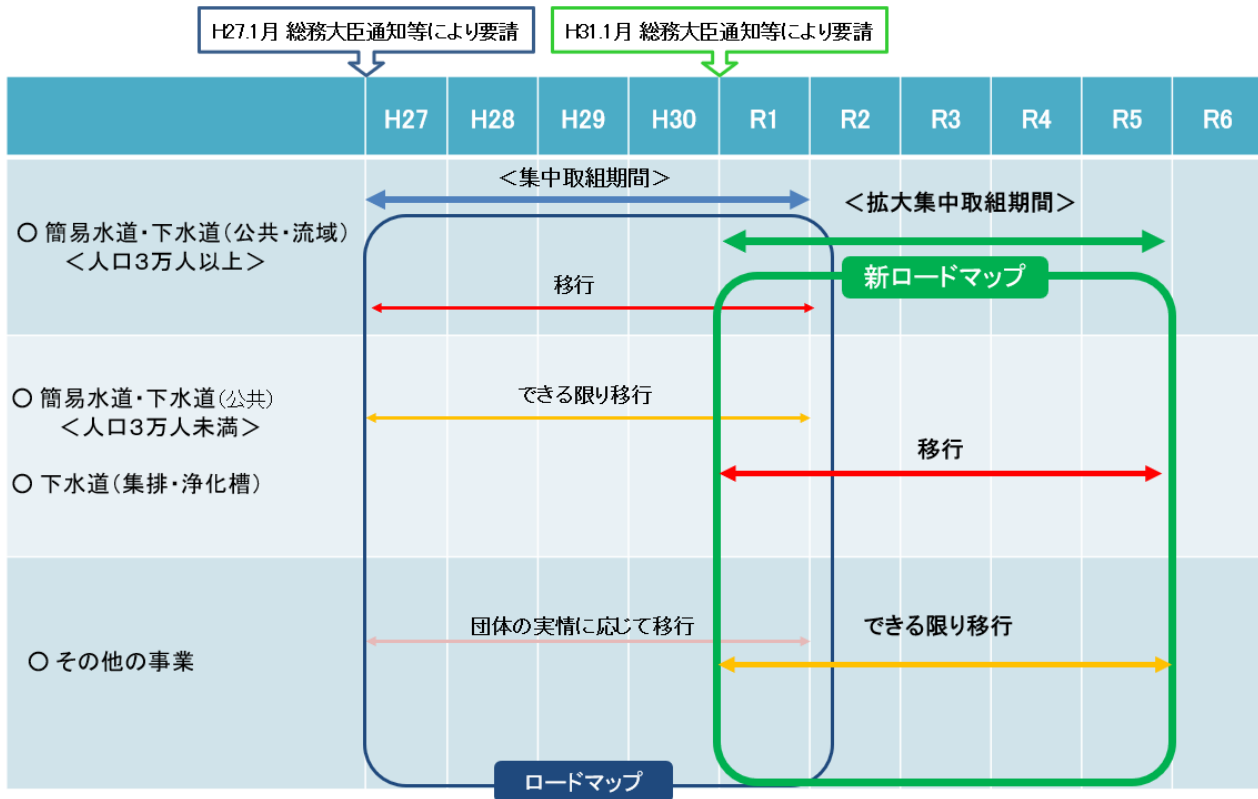 H27.1月 総務大臣通知等により要請
H31.1月 総務大臣通知等により要請
H27
H28
H29
H30
R1
R2
R3
R4
R5
R6
＜集中取組期間＞
＜拡大集中取組期間＞
○ 簡易水道・下水道（公共・流域）
＜人口３万人以上＞
新ロードマップ
移行
○ 簡易水道・下水道（公共）
＜人口３万人未満＞
できる限り移行
○ 下水道（集排・浄化槽）
移行
○ その他の事業
団体の実情に応じて移行
できる限り移行
ロードマップ